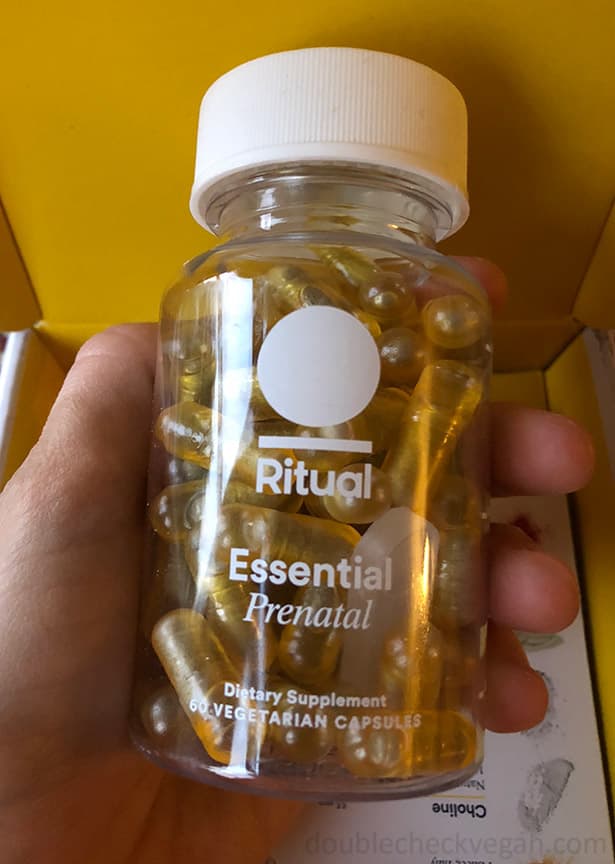 Ritual
Essential
Prenatal
Dietary Supplement
60 VEGETARIAN CAPSULES
Choline
doublecheckvegan.com